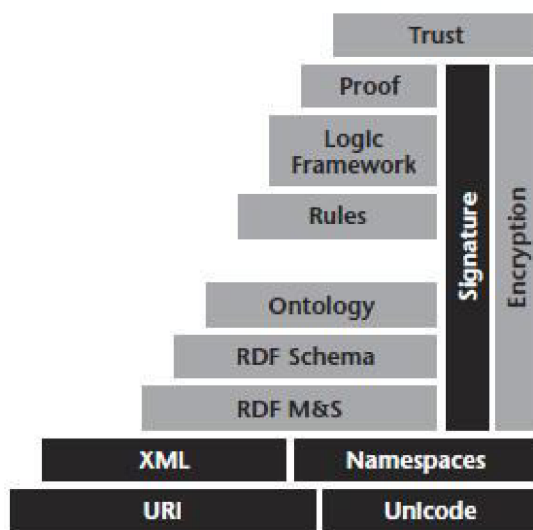 Trust
Proof
Logic
Framework
Rules
Ontology
RDF Schema
RDF M&S
Signature
Encryption
XML
Namespaces
URI
Unicode